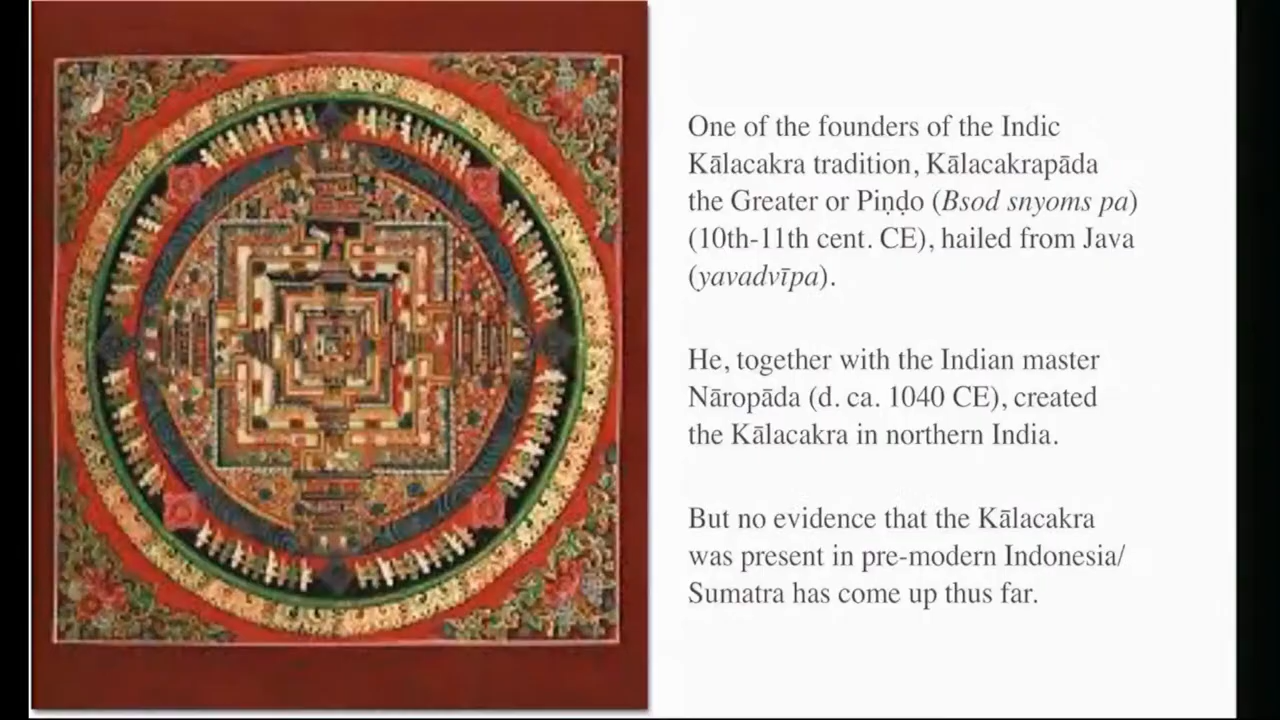 One of the founders of the Indic
Kālacakra tradition, Kālacakrapāda
the Greater or Piṇḍo (Bsod snyoms pa)
(10th-11th cent. CE), hailed from Java
(yavadvīpa).
He, together with the Indian master
Nāropāda (d. ca. 1040 CE), created
the Kālacakra in northern India.
But no evidence that the Kālacakra
was present in pre-modern Indonesia/
Sumatra has come up thus far.